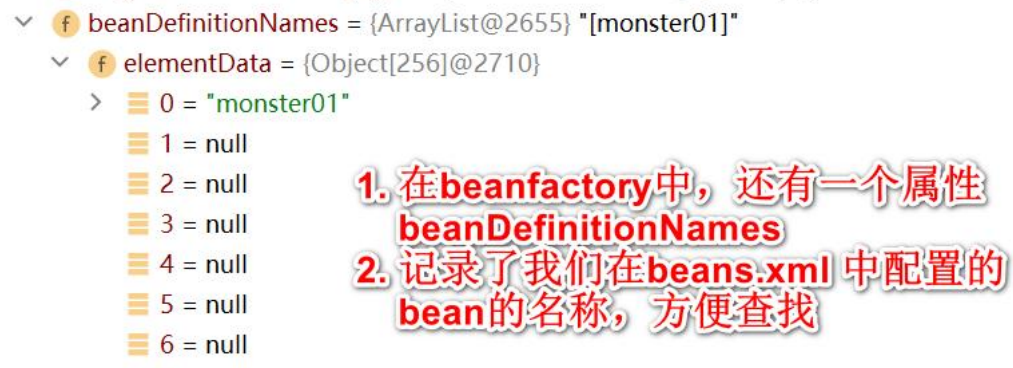 beanDefinitionNames = {ArrayList@2655} "[monster01]"
elementData = {Object[256]@2710}
0 = "monster01"
1 = null
2 = null
3 = null
4 = null
5 = null
6 = null
1. 在beanfactory中，还有一个属性
beanDefinitionNames
2. 记录了我们在beans.xml 中配置的
bean的名称，方便查找